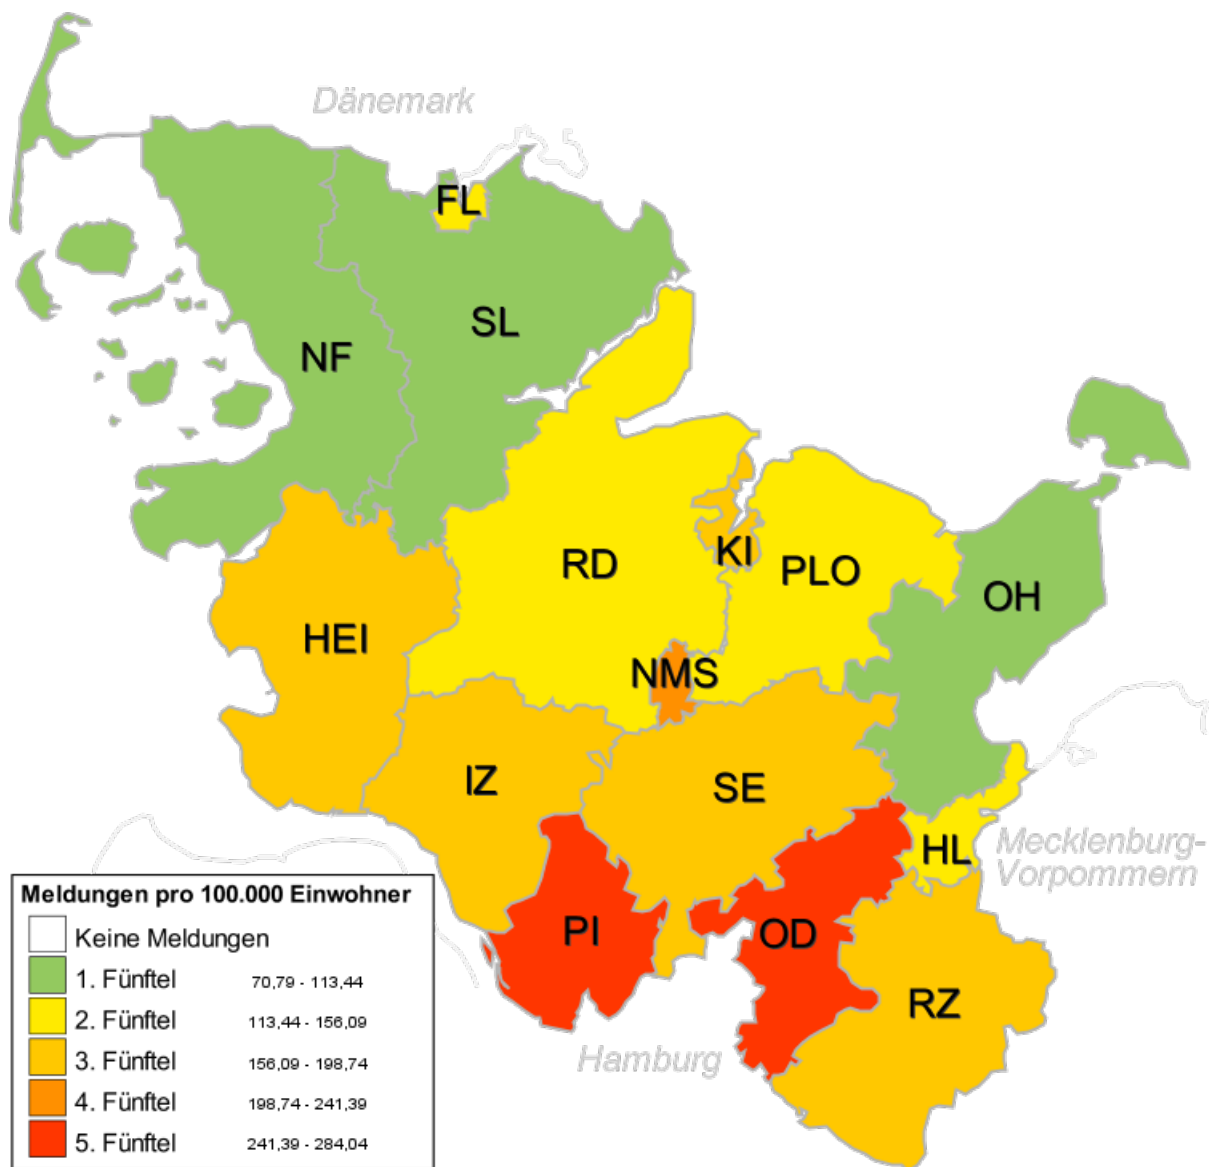 Dänemark
FL
SL
NF
RD
KI
PLO
OH
HEI
NMS
IZ
SE
HL
Mecklenburg-
Vorpommern
PI
OD
RZ
Hamburg
Meldungen pro 100.000 Einwohner
Keine Meldungen
1. Fünftel 70,79 - 113,44
2. Fünftel 113,44 - 156,09
3. Fünftel 156,09 - 198,74
4. Fünftel 198,74 - 241,39
5. Fünftel 241,39 - 284,04